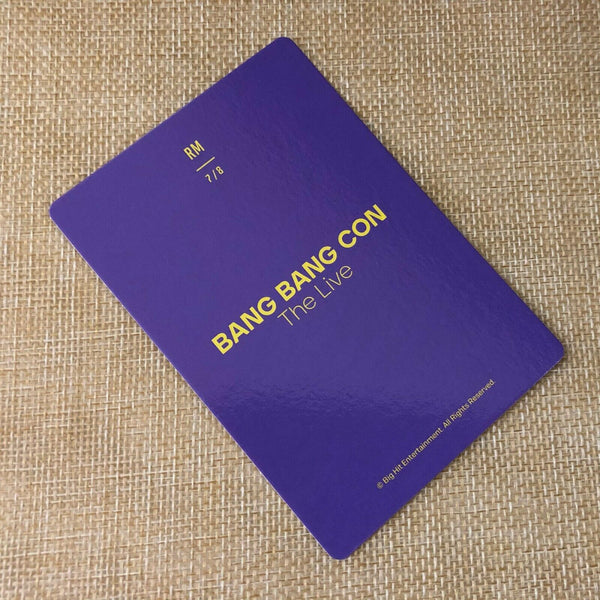 RM
7/8
BANG BANG CON
The Live
© Big Hit Entertainment. All Rights Reserved.